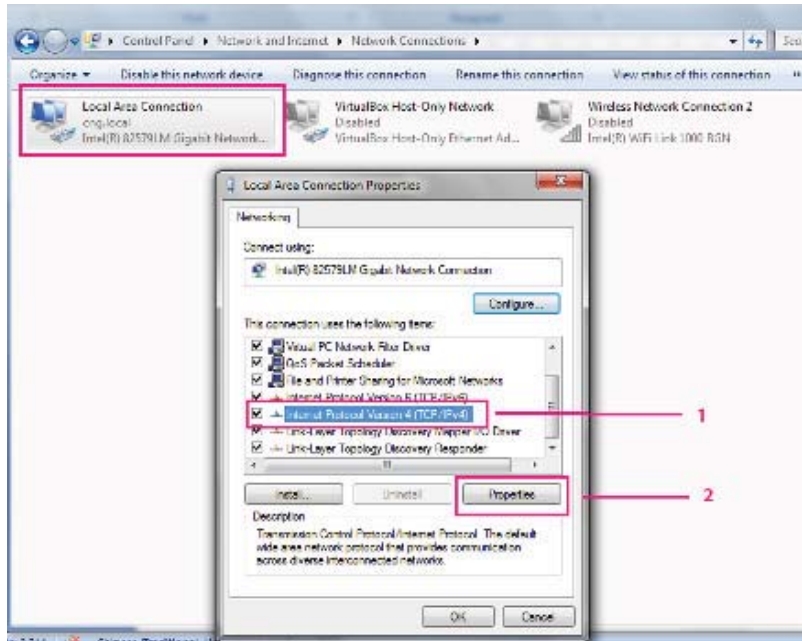 Control Panel ▸ Network and Internet ▸ Network Connections ▸
Organize Disable this network device Diagnose this connection Rename this connection View status of this connection
Local Area Connection
Intel(R) 82579LM Gigabit Network...
VirtualBox Host-Only Network
Disabled
VirtualBox Host-Only Ethernet Ad...
Wireless Network Connection 2
Disabled
Intel(R) WiFi Link 1000 BGN
Local Area Connection Properties
Networking
Connect using:
Intel(R) 82579LM Gigabit Network Connection
Configure...
This connection uses the following items:
Virtual PC Network Filter Driver
QoS Packet Scheduler
File and Printer Sharing for Microsoft Networks
Internet Protocol Version 6 (TCP/IPv6)
Internet Protocol Version 4 (TCP/IPv4)
1
Link-Layer Topology Discovery Mapper I/O Driver
Link-Layer Topology Discovery Responder
Install... Uninstall Properties
2
Description
Transmission Control Protocol/Internet Protocol. The default
wide area network protocol that provides communication
across diverse interconnected networks.
OK Cancel